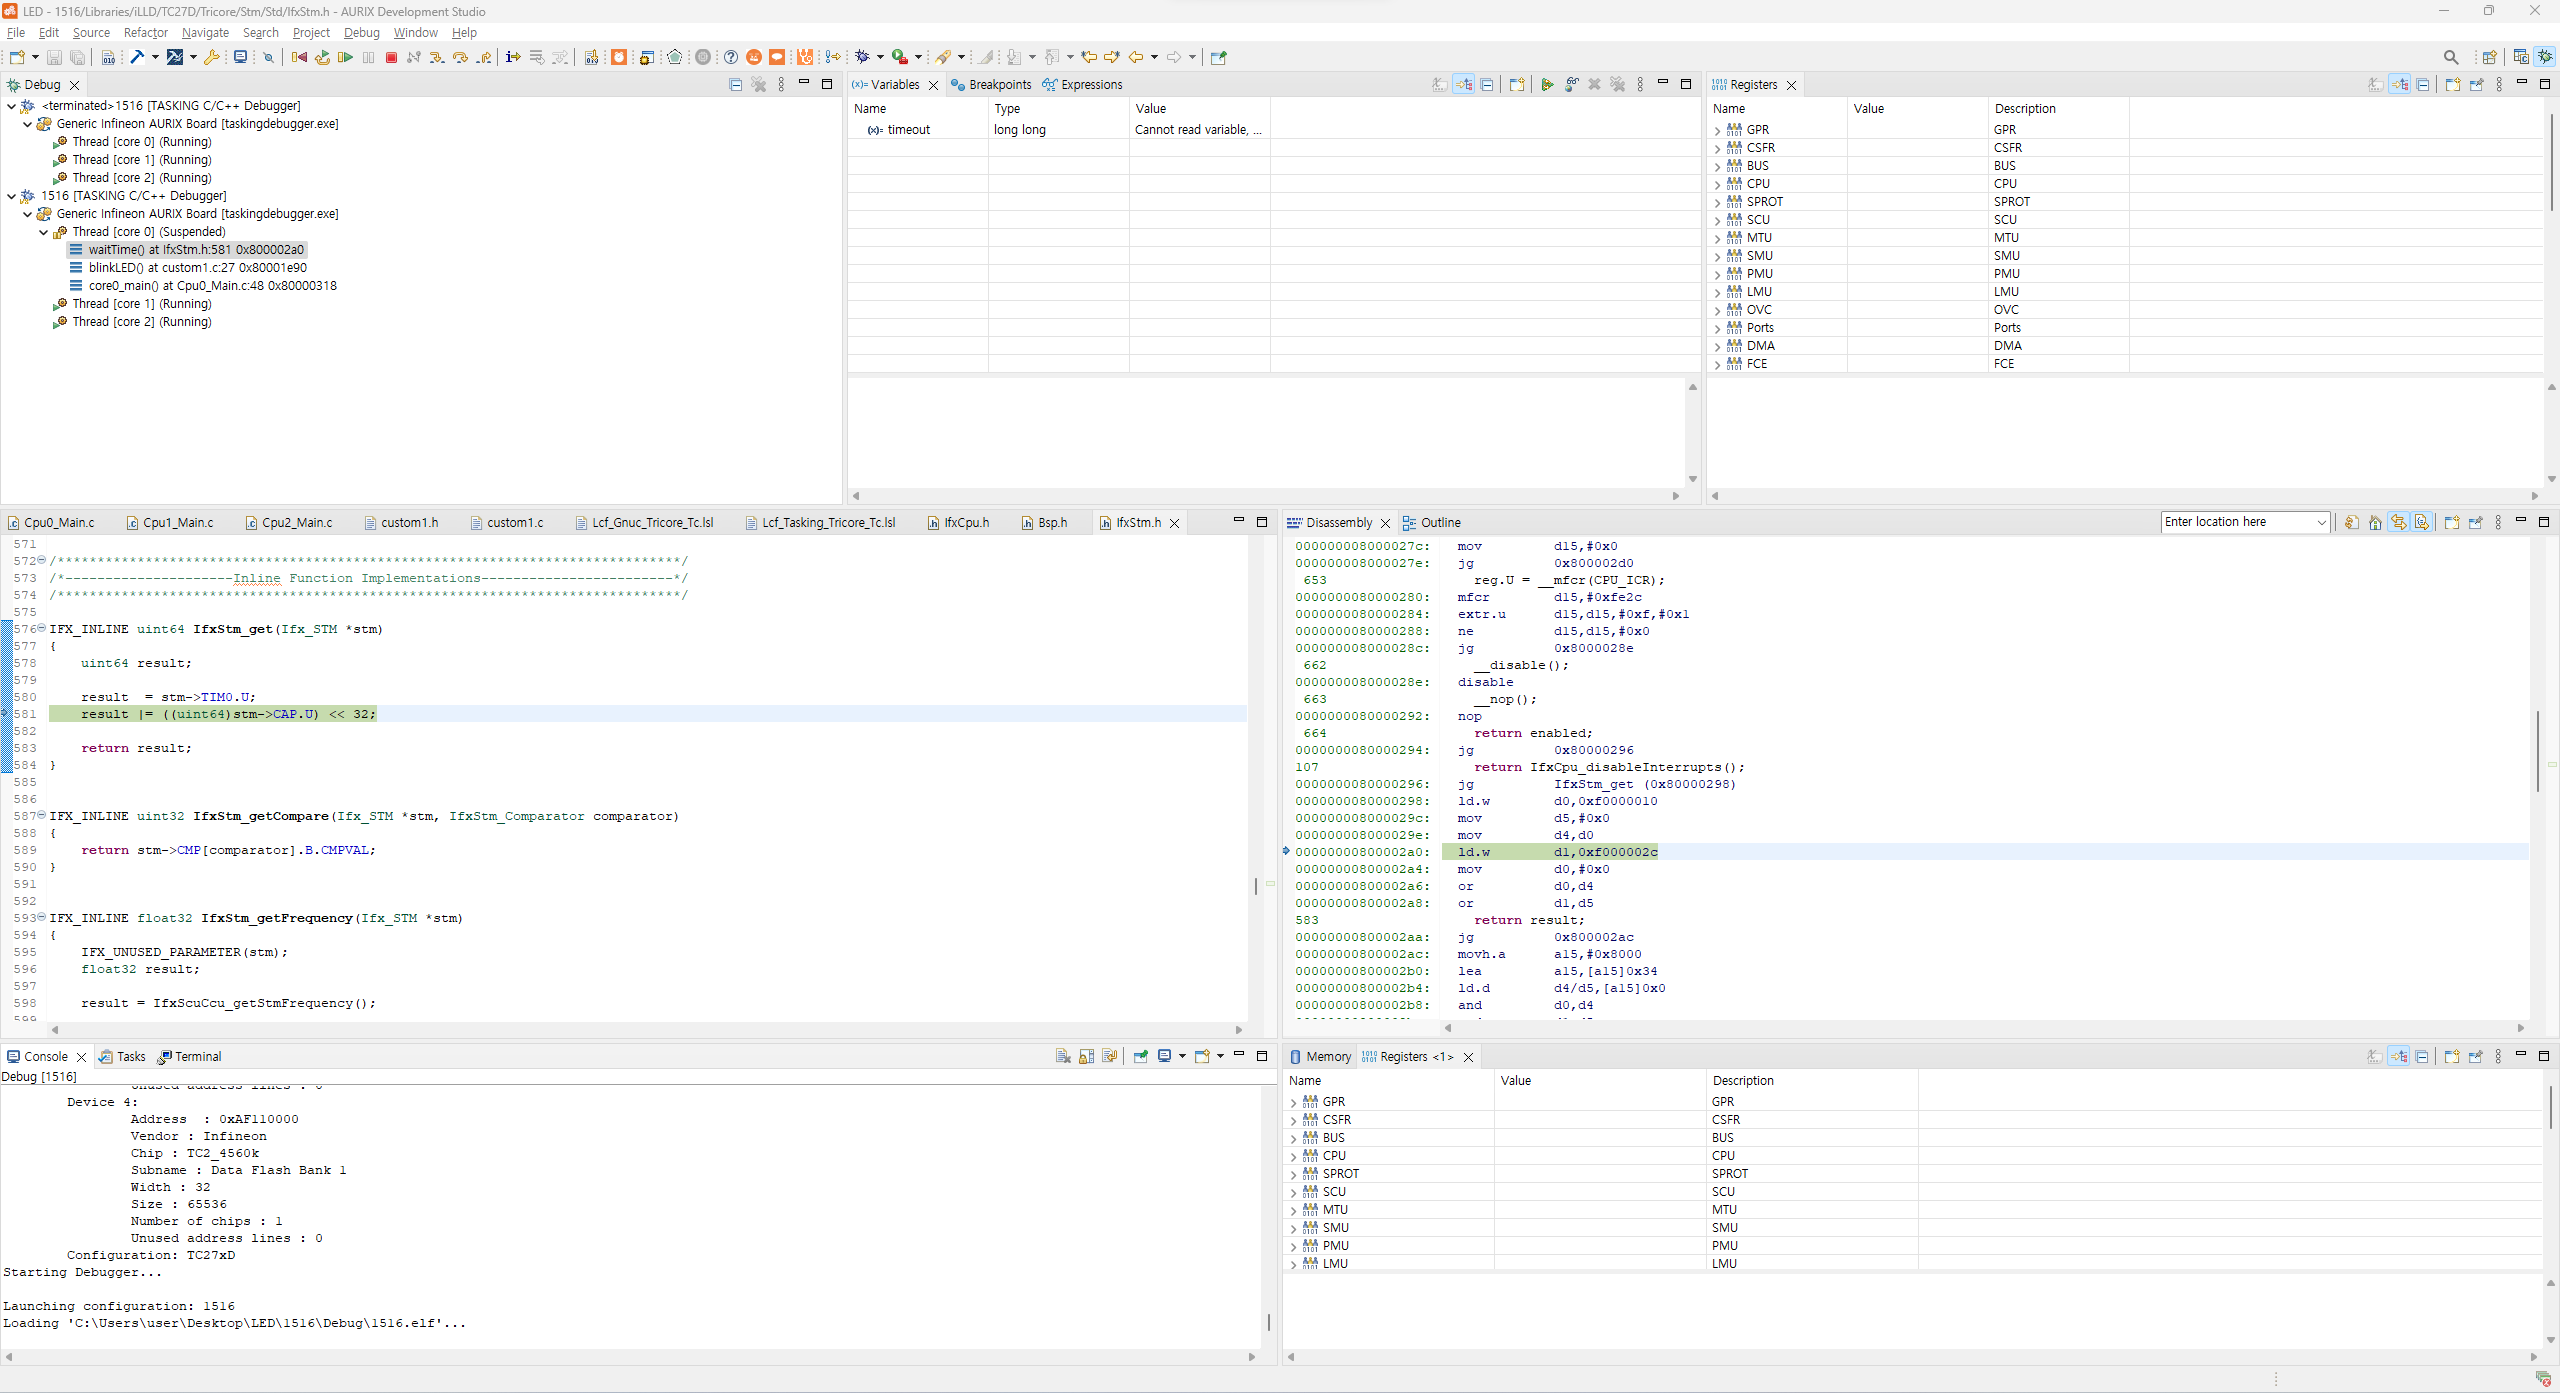 LED - 1516/Libraries/iLLD/TC27D/Tricore/Stm/Std/IfxStm.h - AURIX Development Studio
File Edit Source Refactor Navigate Search Project Debug Window Help
Debug
<terminated>1516 [TASKING C/C++ Debugger]
Generic Infineon AURIX Board [taskingdebugger.exe]
Thread [core 0] (Running)
Thread [core 1] (Running)
Thread [core 2] (Running)
1516 [TASKING C/C++ Debugger]
Generic Infineon AURIX Board [taskingdebugger.exe]
Thread [core 0] (Suspended)
waitTime() at IfxStm.h:581 0x800002a0
blinkLED() at custom1.c:27 0x80001e90
core0_main() at Cpu0_Main.c:48 0x80000318
Thread [core 1] (Running)
Thread [core 2] (Running)
(x)= Variables Breakpoints Expressions
Name Type Value
(x)= timeout long long Cannot read variable, ...
Registers
Name Value Description
GPR GPR
CSFR CSFR
BUS BUS
CPU CPU
SPROT SPROT
SCU SCU
MTU MTU
SMU SMU
PMU PMU
LMU LMU
OVC OVC
Ports Ports
DMA DMA
FCE FCE
Cpu0_Main.c Cpu1_Main.c Cpu2_Main.c custom1.h custom1.c Lcf_Gnuc_Tricore_Tc.lsl Lcf_Tasking_Tricore_Tc.lsl IfxCpu.h Bsp.h IfxStm.h
571
572 /******************************************************************************/
573 /*---------------------Inline Function Implementations------------------------*/
574 /******************************************************************************/
575
576 IFX_INLINE uint64 IfxStm_get(Ifx_STM *stm)
577 {
578     uint64 result;
579
580     result  = stm->TIM0.U;
581     result |= ((uint64)stm->CAP.U) << 32;
582
583     return result;
584 }
585
586
587 IFX_INLINE uint32 IfxStm_getCompare(Ifx_STM *stm, IfxStm_Comparator comparator)
588 {
589     return stm->CMP[comparator].B.CMPVAL;
590 }
591
592
593 IFX_INLINE float32 IfxStm_getFrequency(Ifx_STM *stm)
594 {
595     IFX_UNUSED_PARAMETER(stm);
596     float32 result;
597
598     result = IfxScuCcu_getStmFrequency();
599
Disassembly Outline
Enter location here
000000008000027c: mov d15,#0x0
000000008000027e: jg 0x800002d0
653 reg.U = __mfcr(CPU_ICR);
0000000080000280: mfcr d15,#0xfe2c
0000000080000284: extr.u d15,d15,#0xf,#0x1
0000000080000288: ne d15,d15,#0x0
000000008000028c: jg 0x8000028e
662 __disable();
000000008000028e: disable
663 __nop();
0000000080000292: nop
664 return enabled;
0000000080000294: jg 0x80000296
107 return IfxCpu_disableInterrupts();
0000000080000296: jg IfxStm_get (0x80000298)
0000000080000298: ld.w d0,0xf0000010
000000008000029c: mov d5,#0x0
000000008000029e: mov d4,d0
00000000800002a0: ld.w d1,0xf000002c
00000000800002a4: mov d0,#0x0
00000000800002a6: or d0,d4
00000000800002a8: or d1,d5
583 return result;
00000000800002aa: jg 0x800002ac
00000000800002ac: movh.a a15,#0x8000
00000000800002b0: lea a15,[a15]0x34
00000000800002b4: ld.d d4/d5,[a15]0x0
00000000800002b8: and d0,d4
Console Tasks Terminal
Debug [1516]
Unused address lines : 0
Device 4:
Address  : 0xAF110000
Vendor : Infineon
Chip : TC2_4560k
Subname : Data Flash Bank 1
Width : 32
Size : 65536
Number of chips : 1
Unused address lines : 0
Configuration: TC27xD
Starting Debugger...
Launching configuration: 1516
Loading 'C:\Users\user\Desktop\LED\1516\Debug\1516.elf'...
Memory Registers <1>
Name Value Description
GPR GPR
CSFR CSFR
BUS BUS
CPU CPU
SPROT SPROT
SCU SCU
MTU MTU
SMU SMU
PMU PMU
LMU LMU